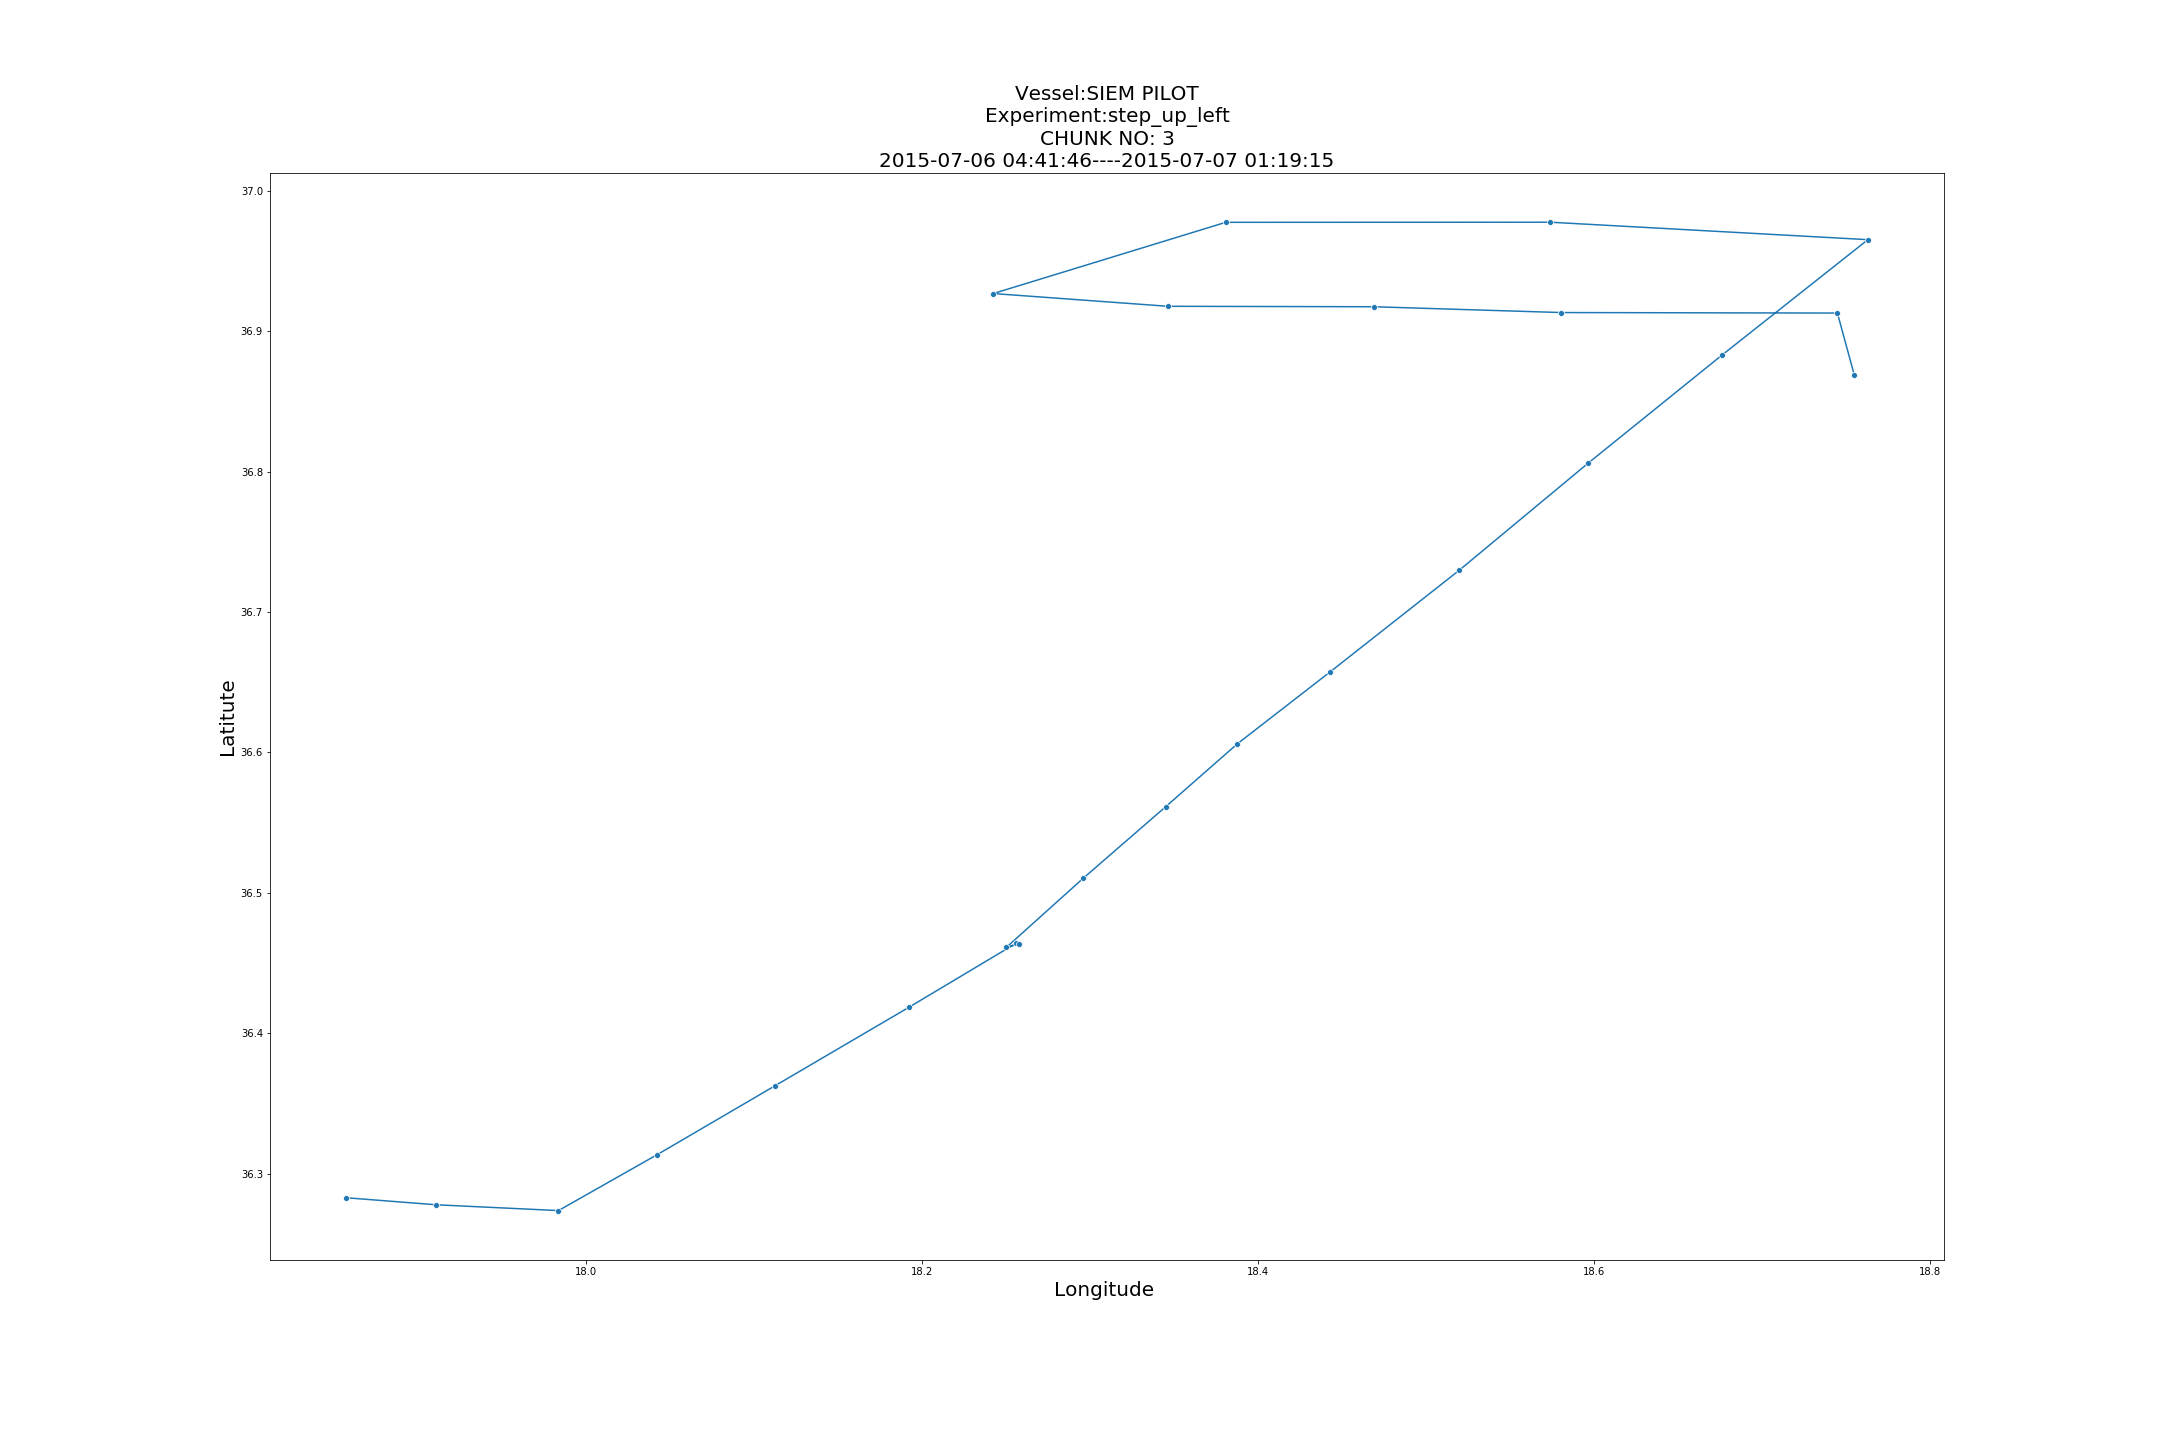 Vessel:SIEM PILOT
Experiment:step_up_left
CHUNK NO: 3
2015-07-06 04:41:46----2015-07-07 01:19:15
37.0
36.9
36.8
36.7
36.6
36.5
36.4
36.3
Latitute
18.0 18.2 18.4 18.6 18.8
Longitude